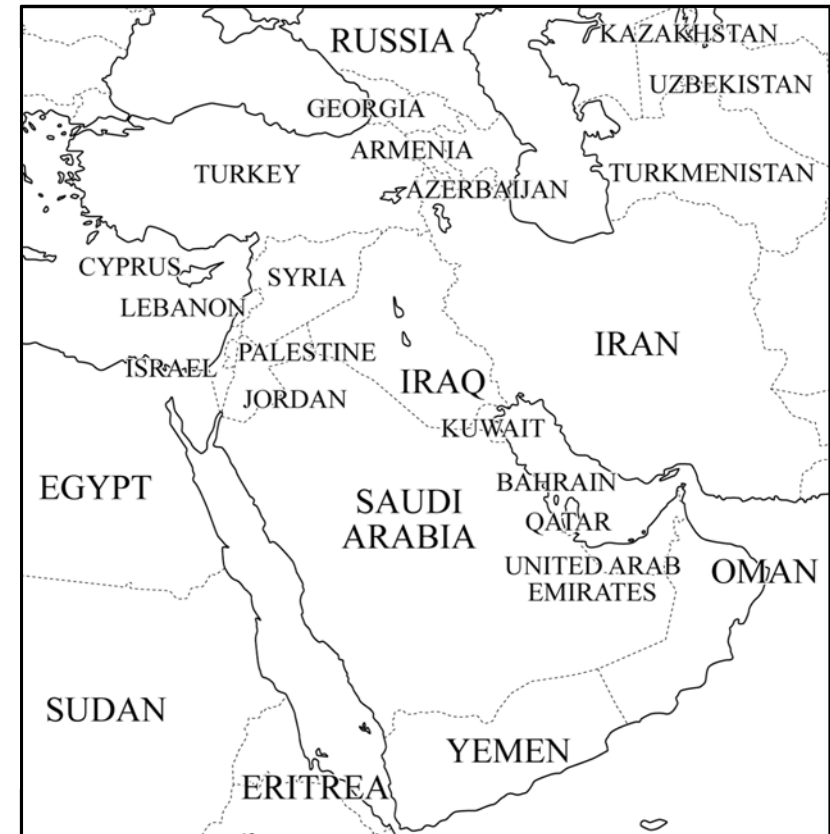 RUSSIA
KAZAKHSTAN
UZBEKISTAN
GEORGIA
ARMENIA
TURKEY
AZERBAIJAN
TURKMENISTAN
CYPRUS
SYRIA
LEBANON
IRAN
PALESTINE
ISRAEL
IRAQ
JORDAN
KUWAIT
EGYPT
BAHRAIN
SAUDI
ARABIA
QATAR
UNITED ARAB
EMIRATES
OMAN
SUDAN
YEMEN
ERITREA